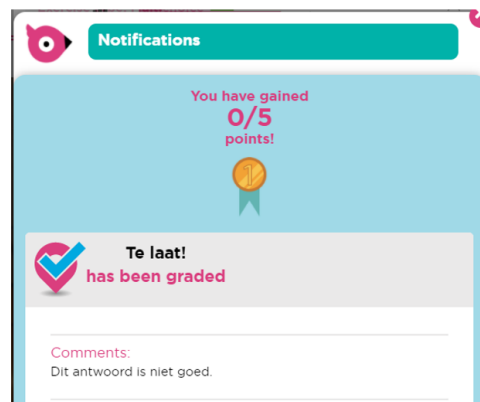 Notifications
You have gained
0/5
points!
1
Te laat!
has been graded
Comments:
Dit antwoord is niet goed.